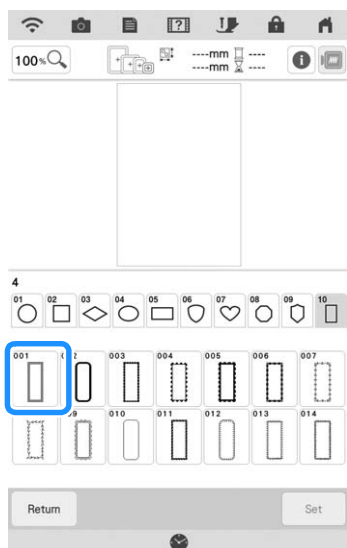 ?
100%
----mm ----
----mm ----
i
4
01 02 03 04 05 06 07 08 09 10
001 003 004 005 006 007
010 011 012 013 014
Return Set